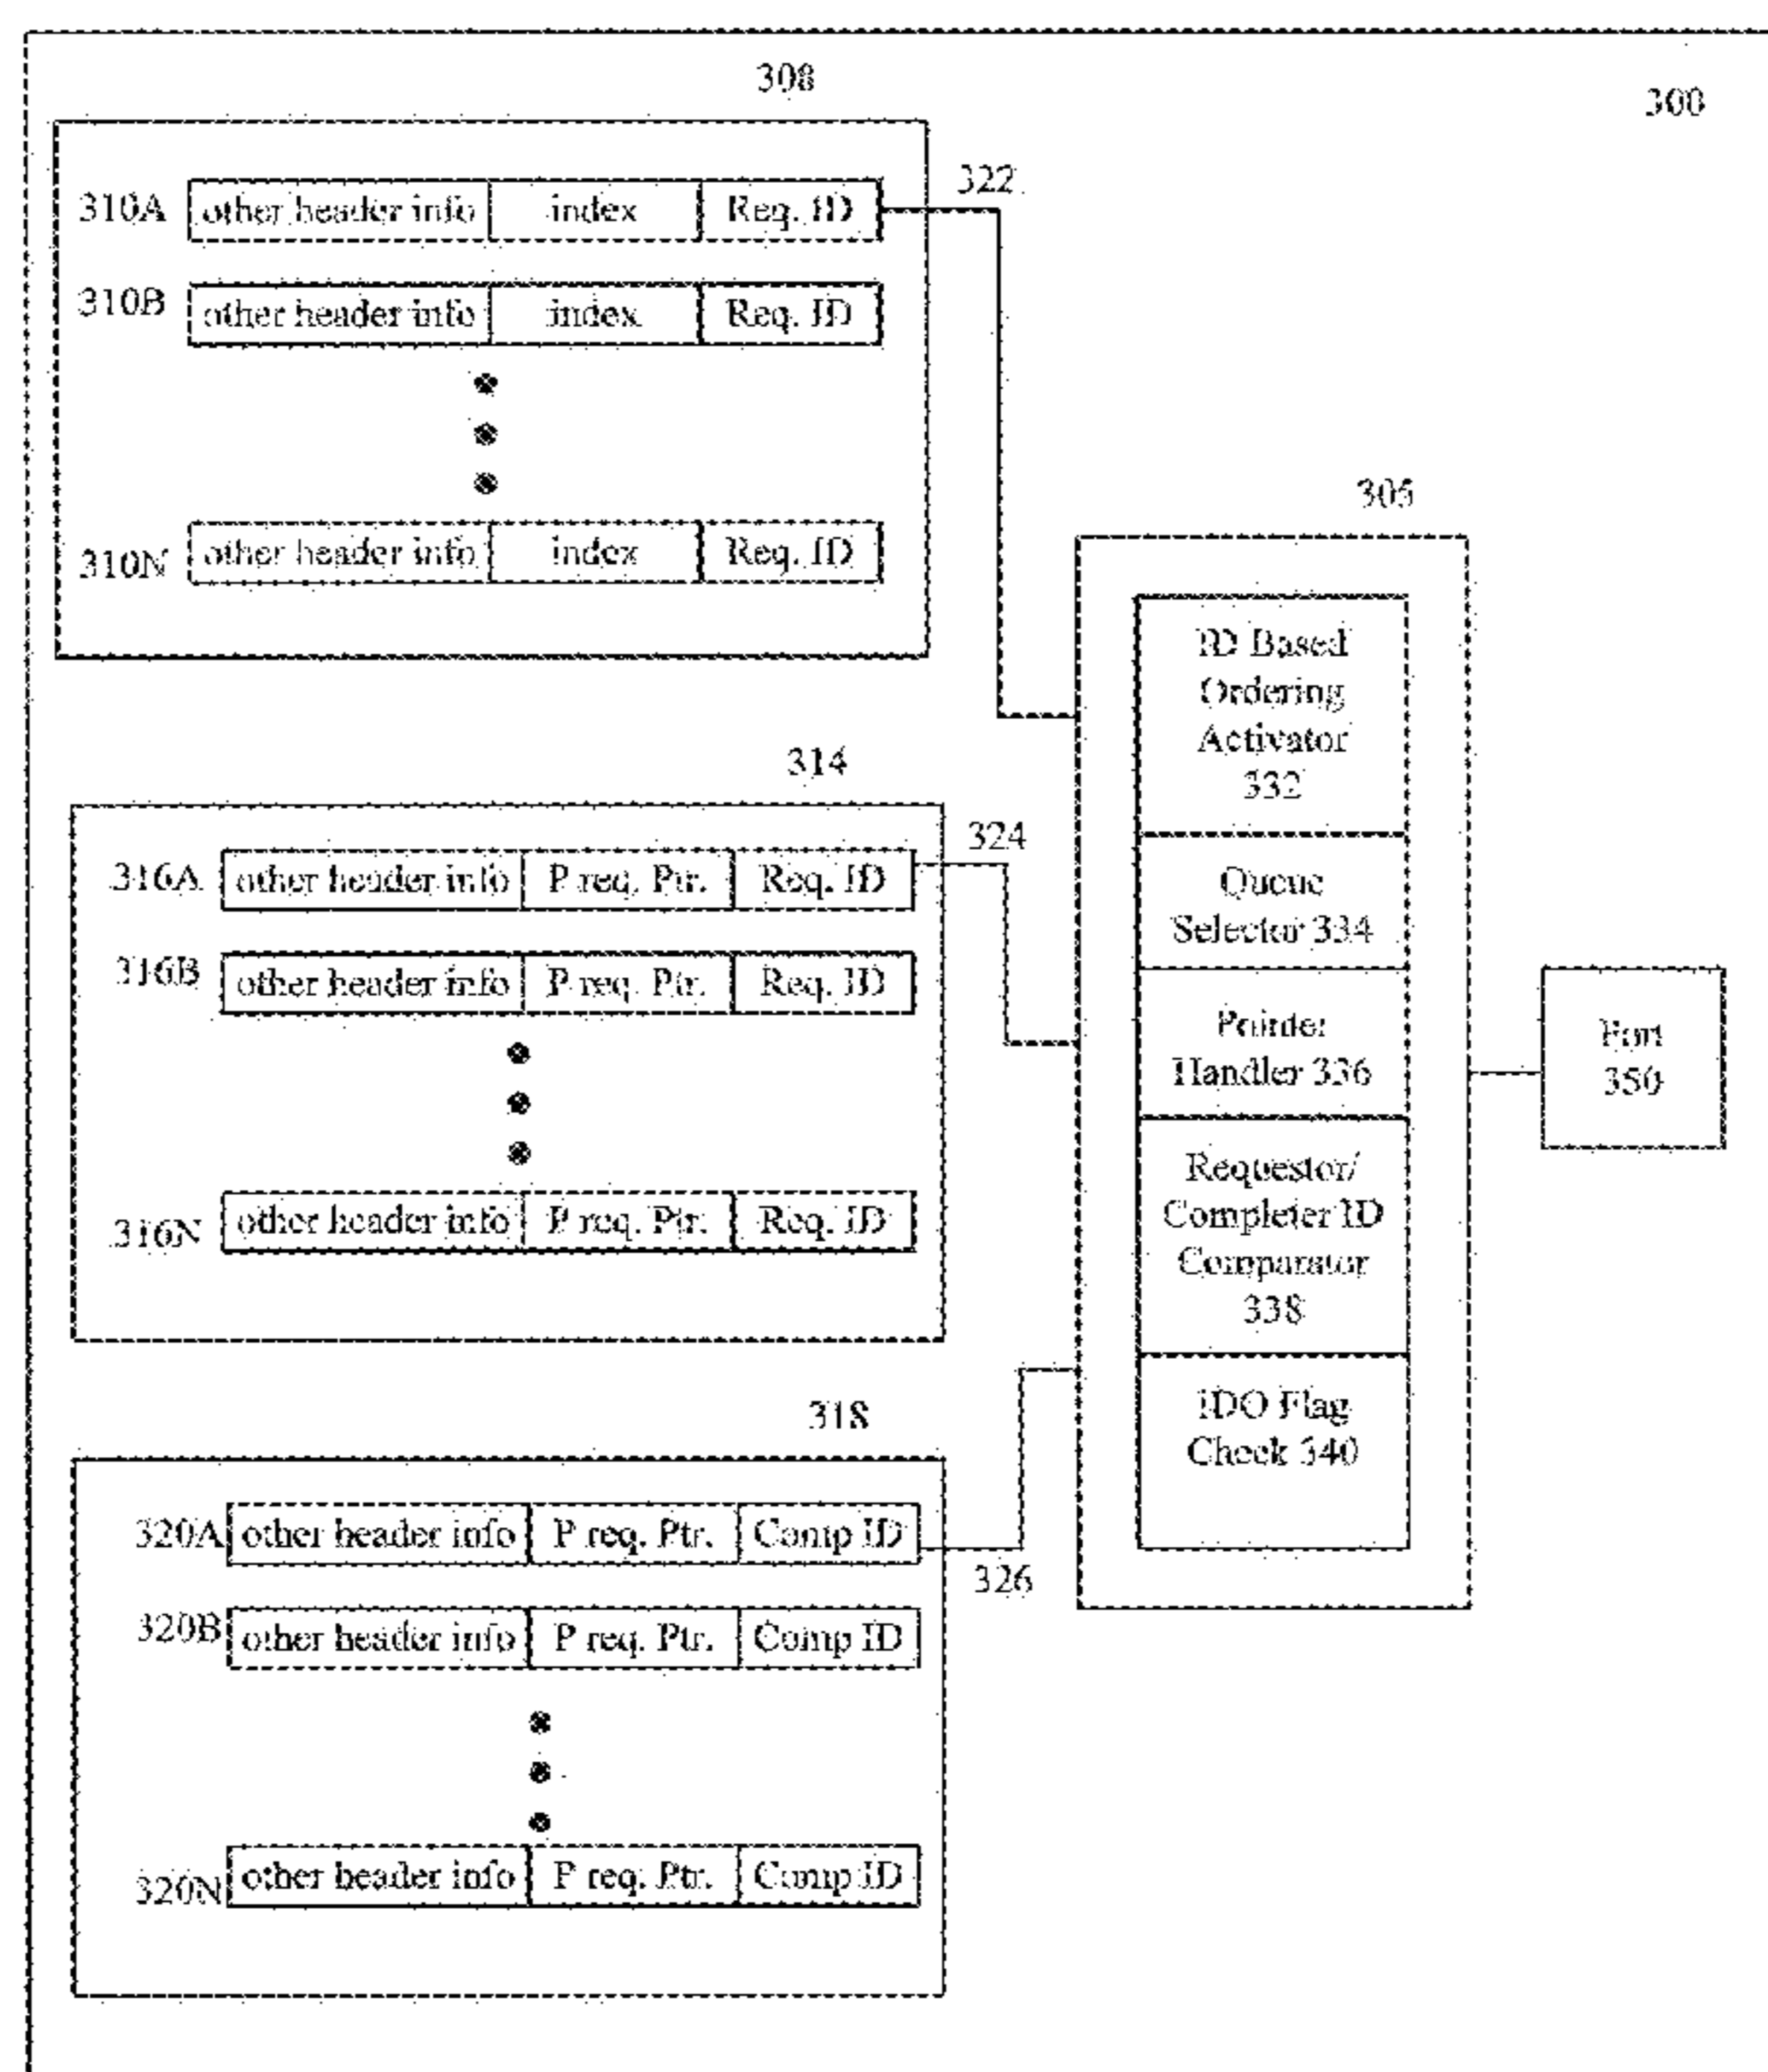 308
300
310A other header info index Req. ID
322
310B other header info index Req. ID
310N other header info index Req. ID
305
ID Based
Ordering
Activator
332
Queue
Selector 334
Pointer
Handler 336
Requestor/
Completer ID
Comparator
338
IDO Flag
Check 340
Port
350
314
324
316A other header info P req. Ptr. Req. ID
316B other header info P req. Ptr. Req. ID
316N other header info P req. Ptr. Req. ID
318
320A other header info P req. Ptr. Comp ID
326
320B other header info P req. Ptr. Comp ID
320N other header info P req. Ptr. Comp ID